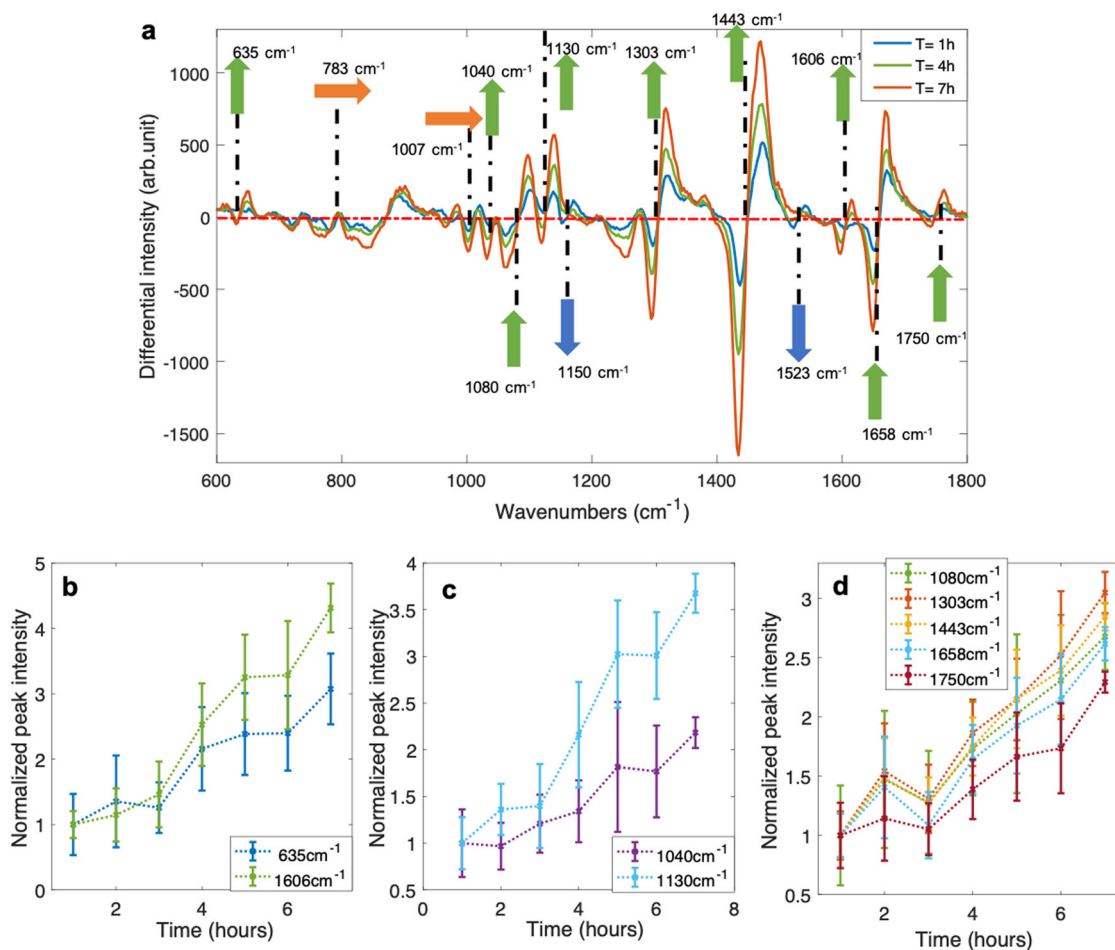 a
635 cm-1
783 cm-1
1007 cm-1
1040 cm-1
1130 cm-1
1303 cm-1
1443 cm-1
1606 cm-1
T= 1h
T= 4h
T= 7h
1080 cm-1
1150 cm-1
1523 cm-1
1658 cm-1
1750 cm-1
Differential intensity (arb.unit)
1000
500
0
-500
-1000
-1500
600
800
1000
1200
1400
1600
1800
Wavenumbers (cm-1)
b
Normalized peak intensity
5
4
3
2
1
0
2
4
6
Time (hours)
635cm-1
1606cm-1
c
Normalized peak intensity
4
3.5
3
2.5
2
1.5
1
0.5
0
2
4
6
8
Time (hours)
1040cm-1
1130cm-1
d
Normalized peak intensity
3
2.5
2
1.5
1
0.5
2
4
6
Time (hours)
1080cm-1
1303cm-1
1443cm-1
1658cm-1
1750cm-1